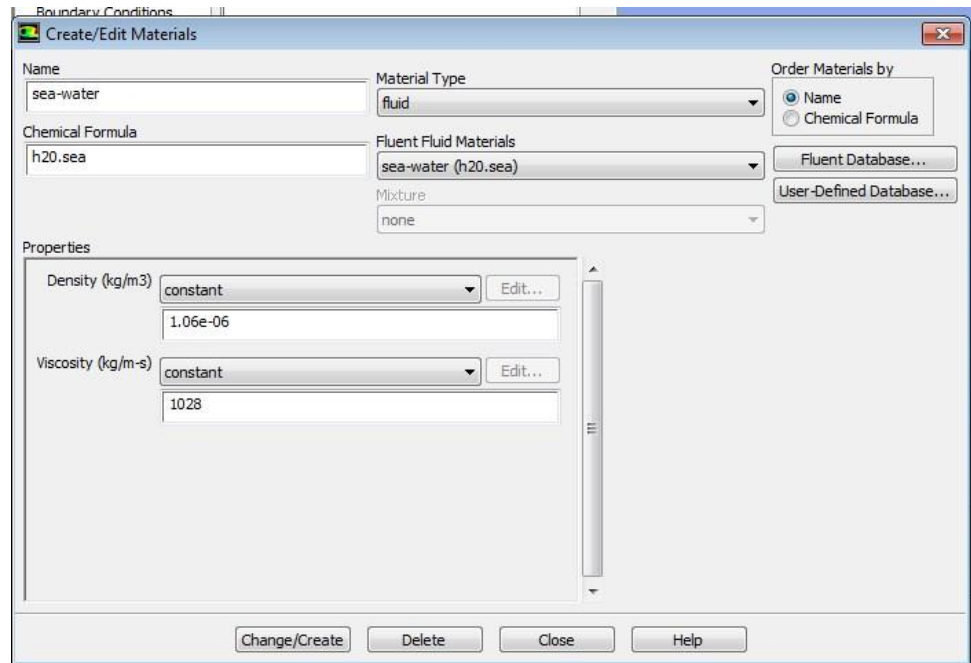 Boundary Conditions
Create/Edit Materials
Name
sea-water
Material Type
fluid
Order Materials by
Name
Chemical Formula
Chemical Formula
h20.sea
Fluent Fluid Materials
sea-water (h20.sea)
Fluent Database...
User-Defined Database...
Mixture
none
Properties
Density (kg/m3)
constant
Edit...
1.06e-06
Viscosity (kg/m-s)
constant
Edit...
1028
Change/Create
Delete
Close
Help